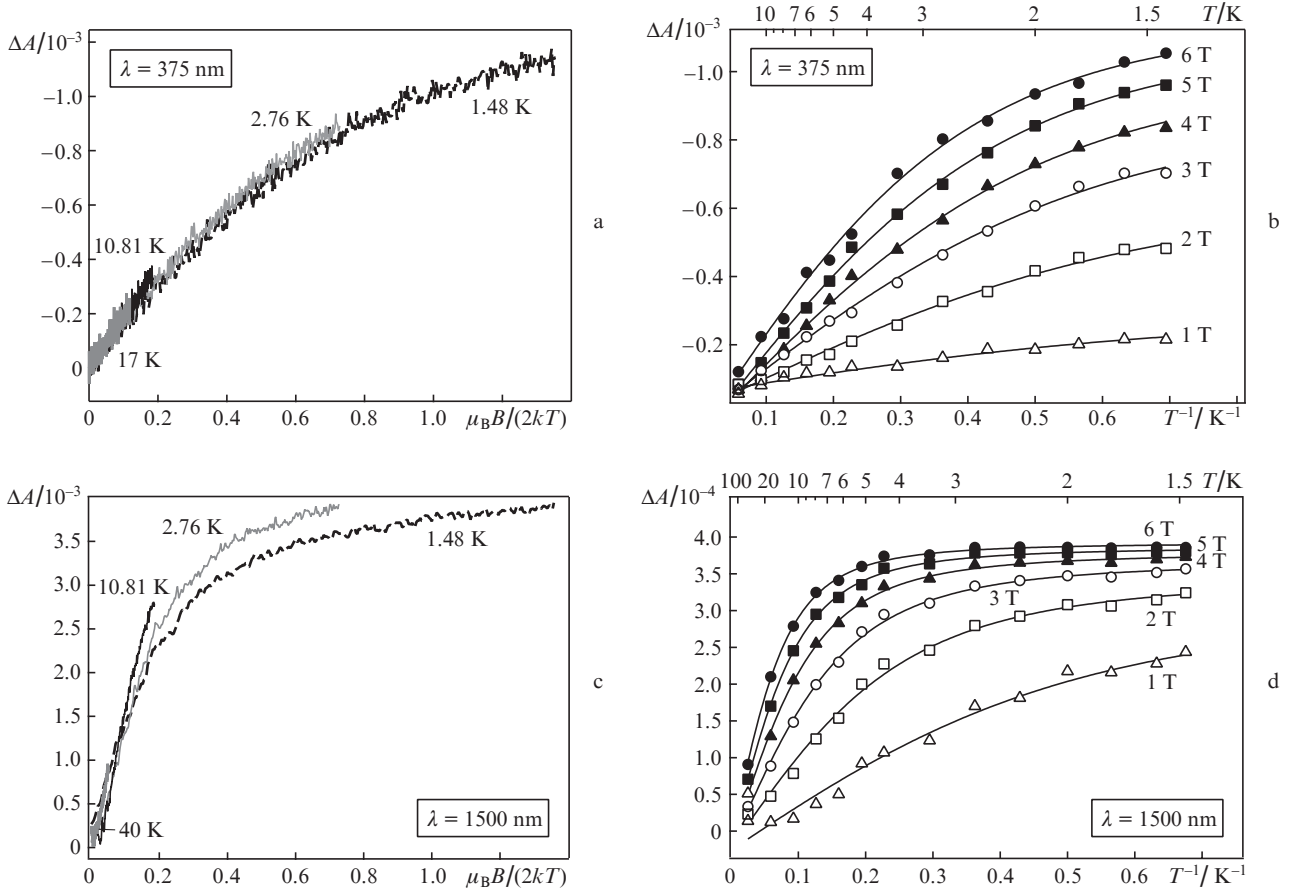 ΔA/10⁻³
λ = 375 nm
−1.0
−0.8
−0.6
−0.4
−0.2
0
2.76 K
1.48 K
10.81 K
17 K
0 0.2 0.4 0.6 0.8 1.0 μ_B B/(2kT)
a
10 7 6 5 4 3 2 1.5 T/K
ΔA/10⁻³
λ = 375 nm
−1.0
−0.8
−0.6
−0.4
−0.2
6 T
5 T
4 T
3 T
2 T
1 T
0.1 0.2 0.3 0.4 0.5 0.6 T⁻¹/ K⁻¹
b
ΔA/10⁻³
3.5
3.0
2.5
2.0
1.5
1.0
0.5
0
2.76 K
1.48 K
10.81 K
40 K
λ = 1500 nm
0 0.2 0.4 0.6 0.8 1.0 μ_B B/(2kT)
c
100 20 10 7 6 5 4 3 2 1.5 T/K
ΔA/10⁻⁴
4.0
3.5
3.0
2.5
2.0
1.5
1.0
0.5
0
6 T
5 T
4 T
3 T
2 T
1 T
λ = 1500 nm
0 0.1 0.2 0.3 0.4 0.5 0.6 T⁻¹/ K⁻¹
d